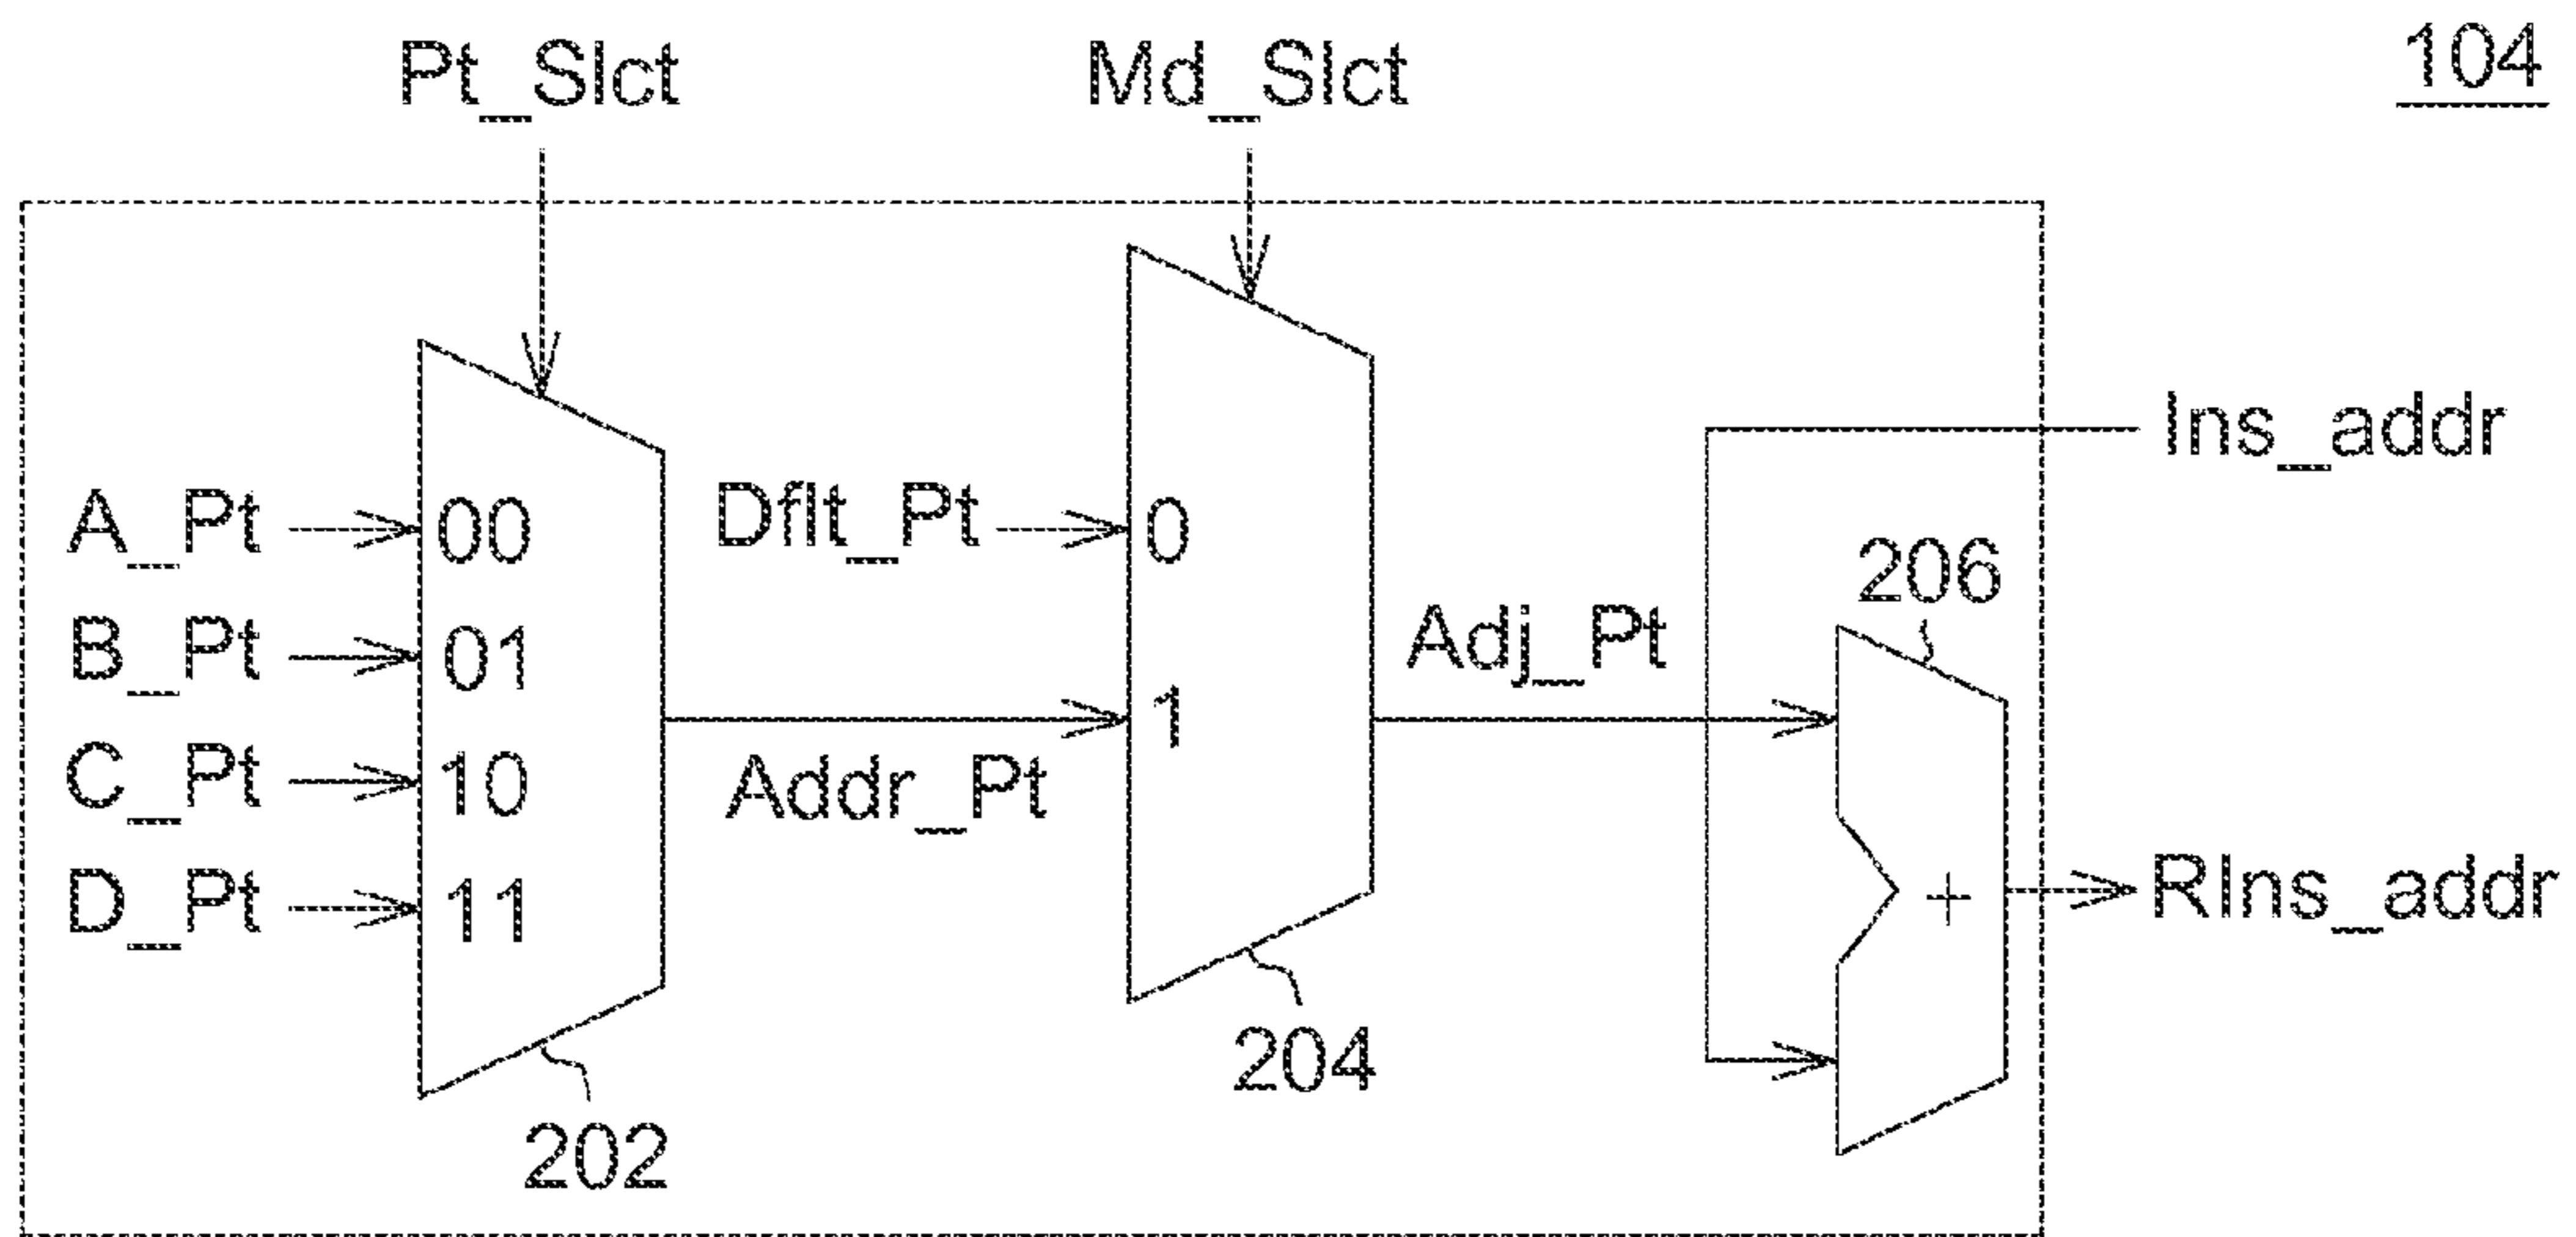 Pt_Slct Md_Slct 104
Ins_addr
A_Pt 00 Dflt_Pt 0
206
B_Pt 01 Adj_Pt
1
C_Pt 10 Addr_Pt
D_Pt 11 + RIns_addr
204
202